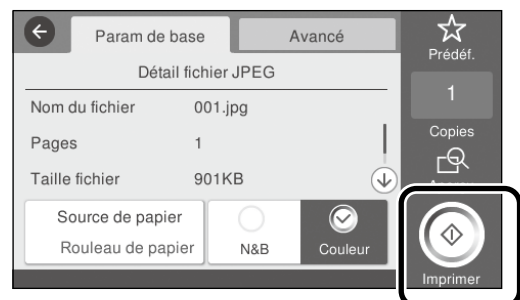 Param de base
Avancé
Prédéf.
Détail fichier JPEG
Nom du fichier 001.jpg
1
Pages 1
Copies
Taille fichier 901KB
Source de papier
Rouleau de papier
N&B
Couleur
Imprimer